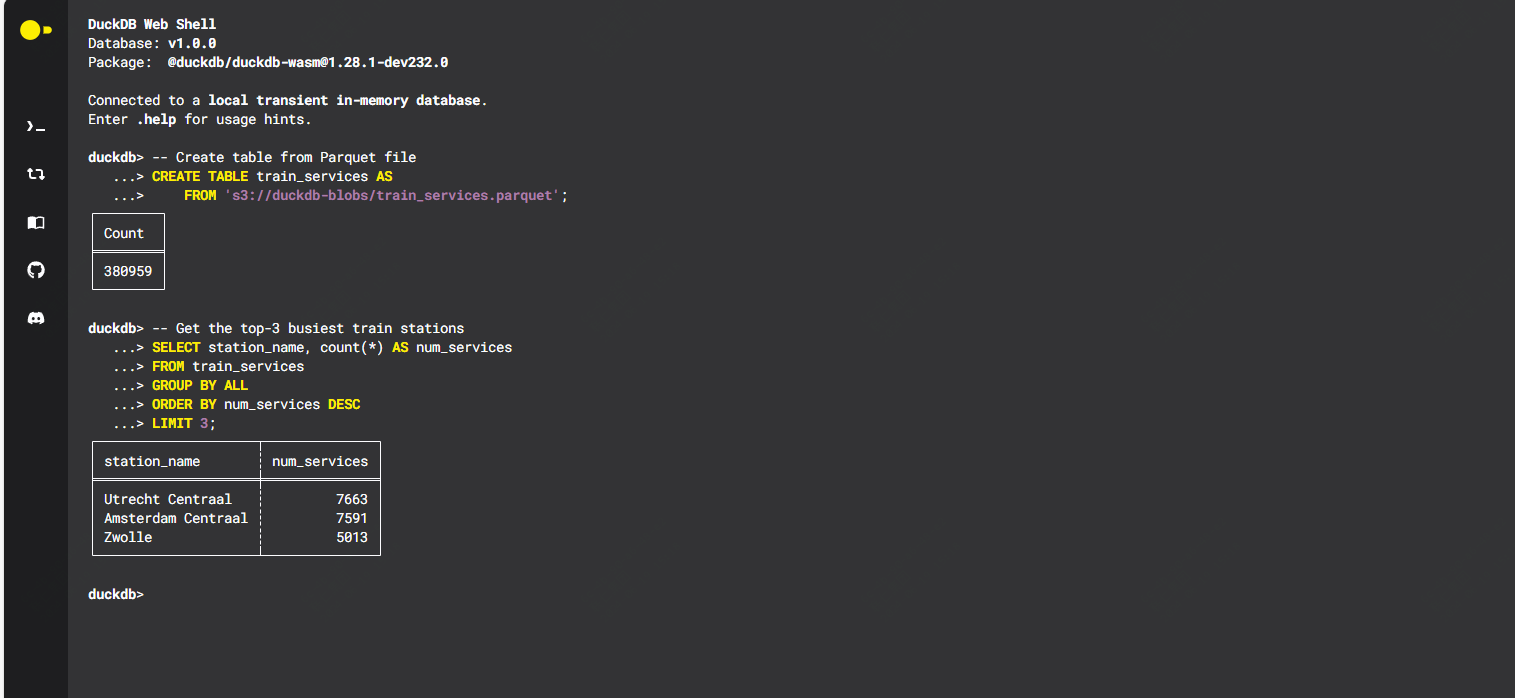 DuckDB Web Shell
Database: v1.0.0
Package:  @duckdb/duckdb-wasm@1.28.1-dev232.0
Connected to a local transient in-memory database.
Enter .help for usage hints.
duckdb> -- Create table from Parquet file
   ...> CREATE TABLE train_services AS
   ...>     FROM 's3://duckdb-blobs/train_services.parquet';
Count
380959
duckdb> -- Get the top-3 busiest train stations
   ...> SELECT station_name, count(*) AS num_services
   ...> FROM train_services
   ...> GROUP BY ALL
   ...> ORDER BY num_services DESC
   ...> LIMIT 3;
station_name num_services
Utrecht Centraal 7663
Amsterdam Centraal 7591
Zwolle 5013
duckdb>